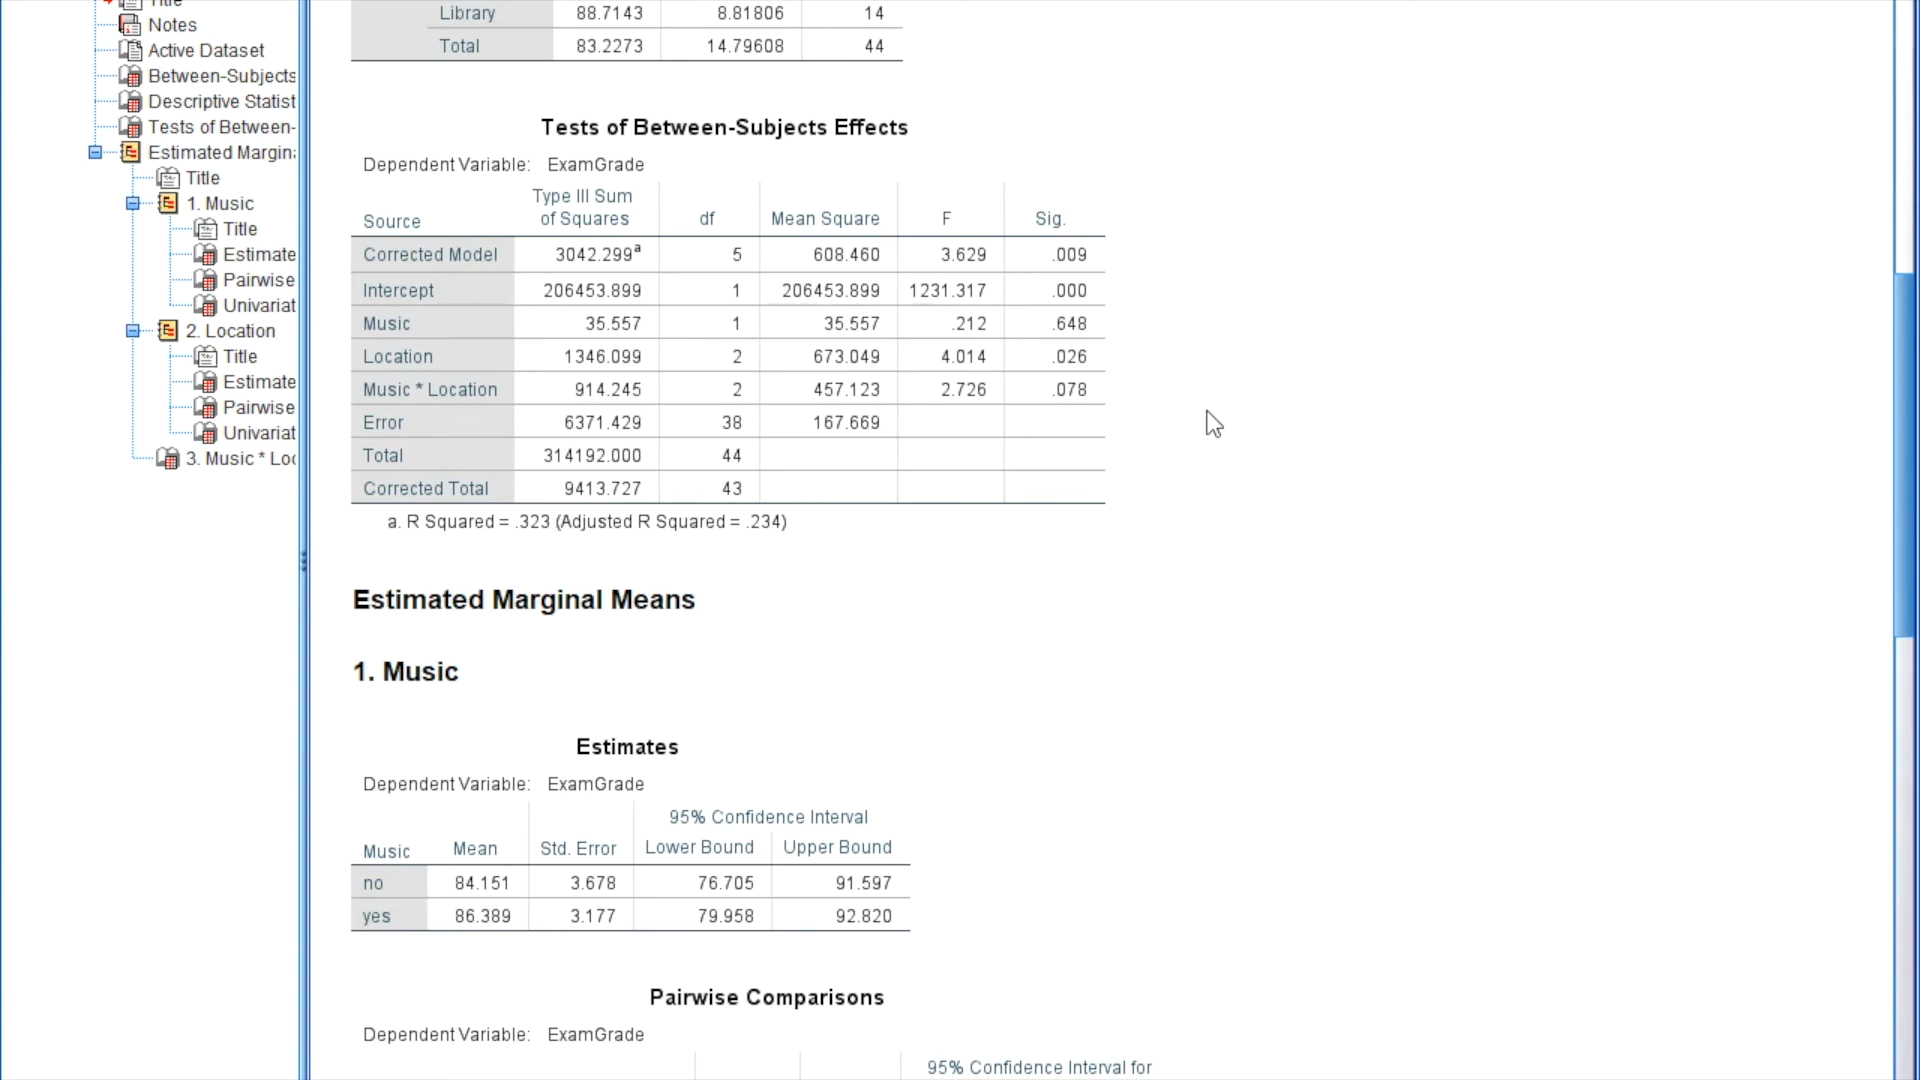 Title
Notes
Active Dataset
Between-Subjects
Descriptive Statist
Tests of Between-
Estimated Margin
Title
1. Music
Title
Estimate
Pairwise
Univariat
2. Location
Title
Estimate
Pairwise
Univariat
3. Music * Loc
Library 88.7143 8.81806 14
Total 83.2273 14.79608 44
Tests of Between-Subjects Effects
Dependent Variable: ExamGrade
Source Type III Sum of Squares df Mean Square F Sig.
Corrected Model 3042.299a 5 608.460 3.629 .009
Intercept 206453.899 1 206453.899 1231.317 .000
Music 35.557 1 35.557 .212 .648
Location 1346.099 2 673.049 4.014 .026
Music * Location 914.245 2 457.123 2.726 .078
Error 6371.429 38 167.669
Total 314192.000 44
Corrected Total 9413.727 43
a. R Squared = .323 (Adjusted R Squared = .234)
Estimated Marginal Means
1. Music
Estimates
Dependent Variable: ExamGrade
95% Confidence Interval
Music Mean Std. Error Lower Bound Upper Bound
no 84.151 3.678 76.705 91.597
yes 86.389 3.177 79.958 92.820
Pairwise Comparisons
Dependent Variable: ExamGrade
95% Confidence Interval for